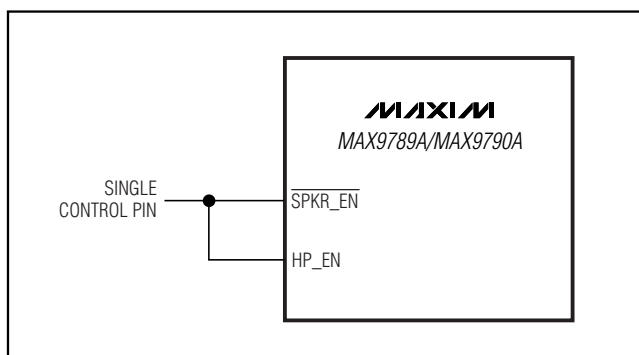 MAXIM
MAX9789A/MAX9790A
SINGLE
CONTROL PIN
SPKR_EN
HP_EN